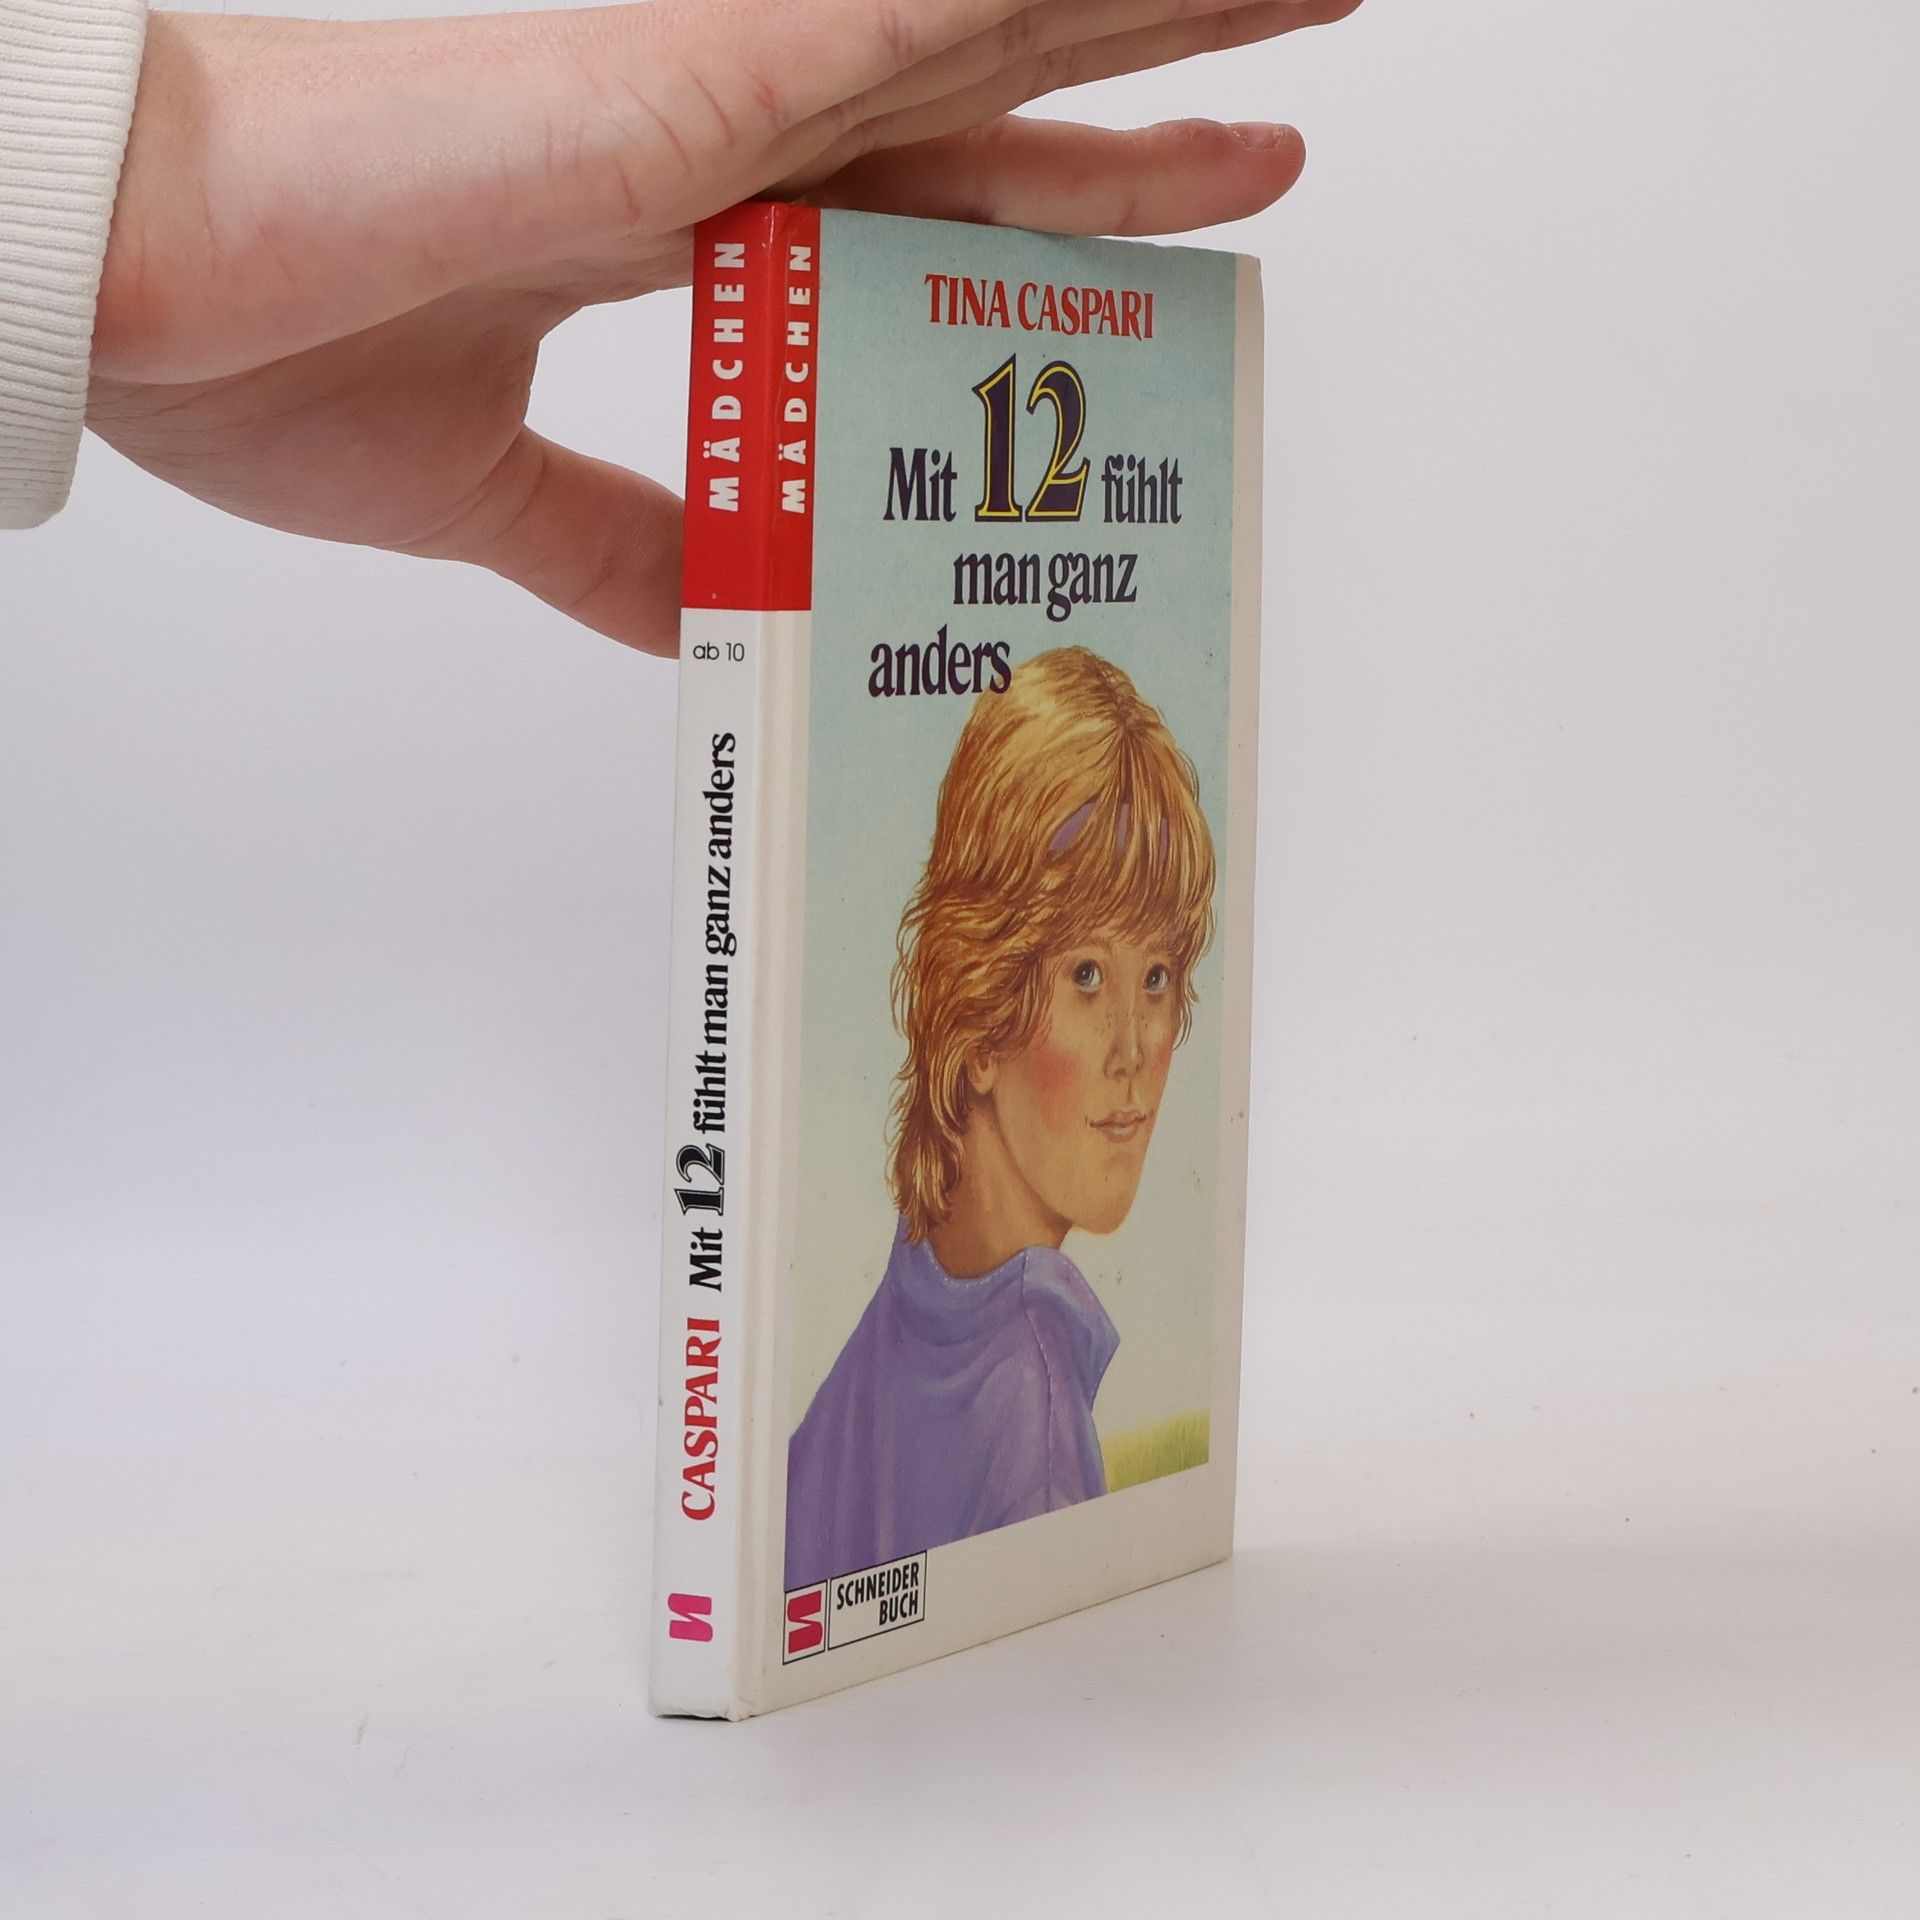 MÄDCHEN
ab 10
CASPARI Mit 12 fühlt man ganz anders
MÄDCHEN
TINA CASPARI
Mit 12 fühlt
man ganz
anders
SCHNEIDER
BUCH